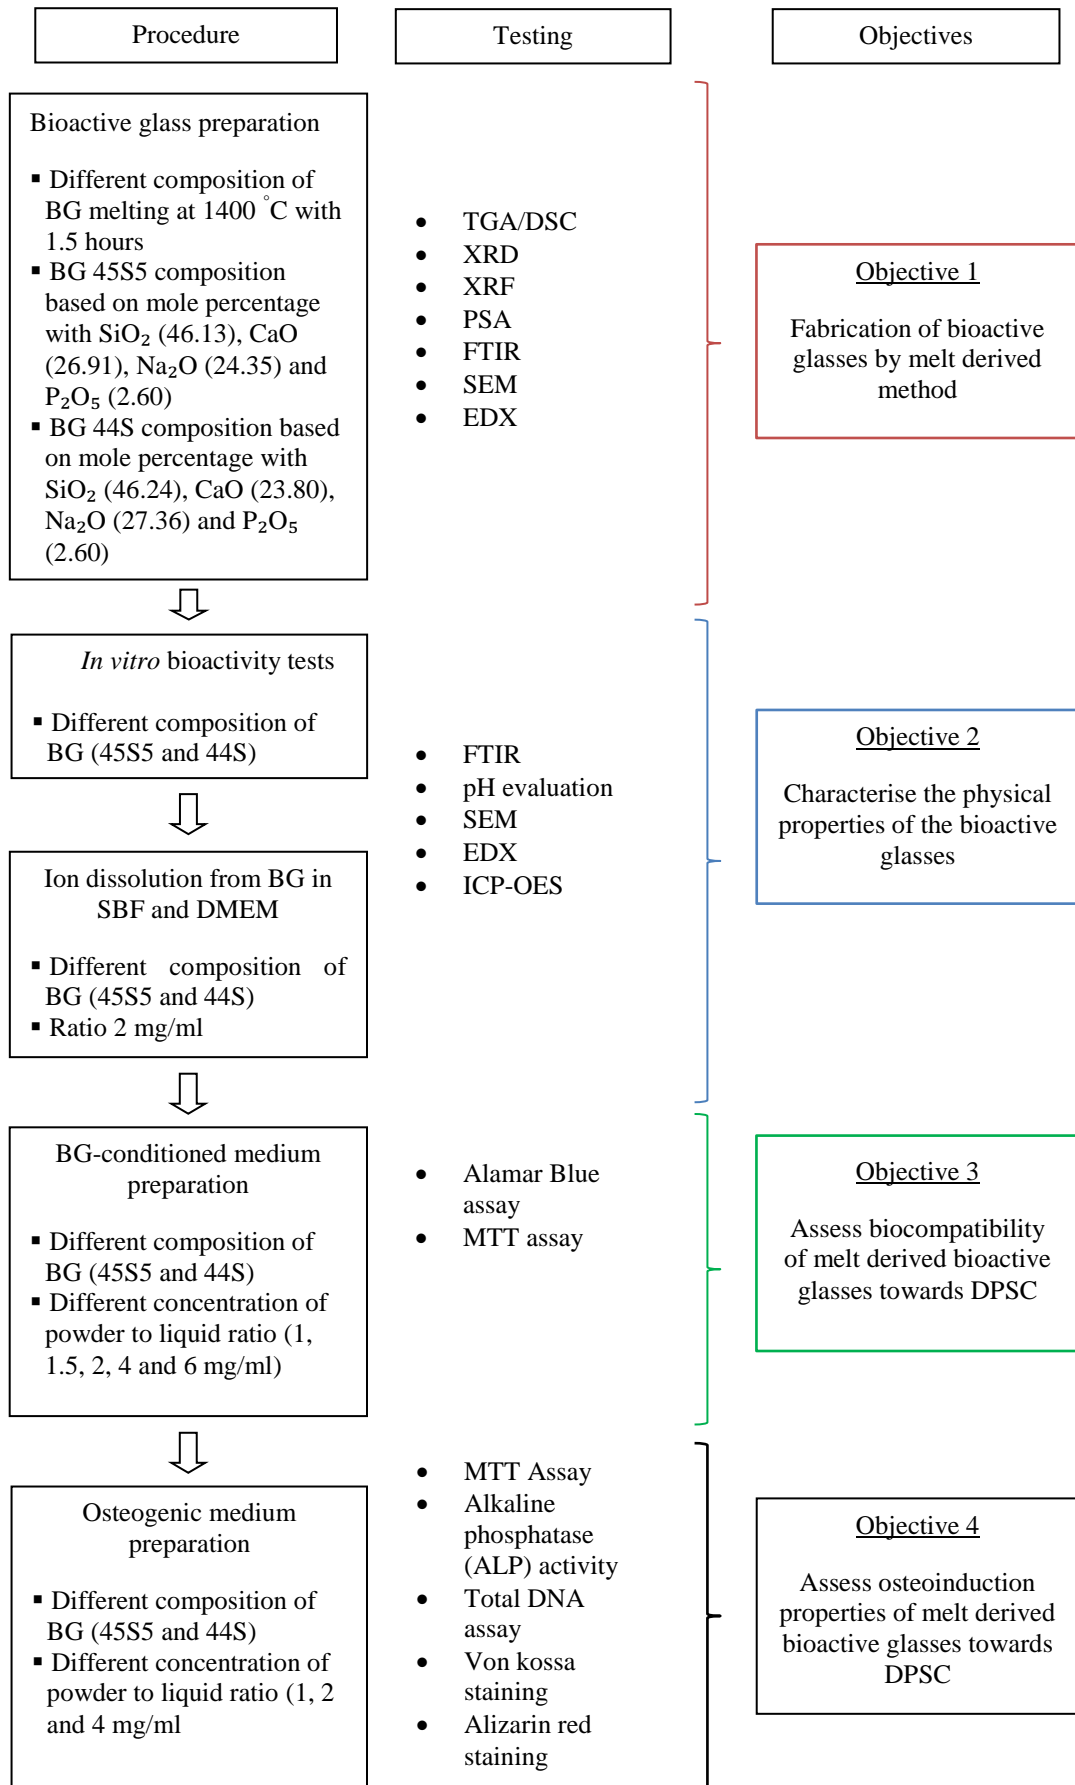 Procedure
Testing
Objectives
Bioactive glass preparation
▪ Different composition of
BG melting at 1400 °C with
1.5 hours
▪ BG 45S5 composition
based on mole percentage
with SiO₂ (46.13), CaO
(26.91), Na₂O (24.35) and
P₂O₅ (2.60)
▪ BG 44S composition based
on mole percentage with
SiO₂ (46.24), CaO (23.80),
Na₂O (27.36) and P₂O₅
(2.60)
• TGA/DSC
• XRD
• XRF
• PSA
• FTIR
• SEM
• EDX
Objective 1
Fabrication of bioactive
glasses by melt derived
method
In vitro bioactivity tests
▪ Different composition of
BG (45S5 and 44S)
Ion dissolution from BG in
SBF and DMEM
▪ Different composition of
BG (45S5 and 44S)
▪ Ratio 2 mg/ml
• FTIR
• pH evaluation
• SEM
• EDX
• ICP-OES
Objective 2
Characterise the physical
properties of the bioactive
glasses
BG-conditioned medium
preparation
▪ Different composition of
BG (45S5 and 44S)
▪ Different concentration of
powder to liquid ratio (1,
1.5, 2, 4 and 6 mg/ml)
• Alamar Blue
assay
• MTT assay
Objective 3
Assess biocompatibility
of melt derived bioactive
glasses towards DPSC
Osteogenic medium
preparation
▪ Different composition of
BG (45S5 and 44S)
▪ Different concentration of
powder to liquid ratio (1, 2
and 4 mg/ml
• MTT Assay
• Alkaline
phosphatase
(ALP) activity
• Total DNA
assay
• Von kossa
staining
• Alizarin red
staining
Objective 4
Assess osteoinduction
properties of melt derived
bioactive glasses towards
DPSC